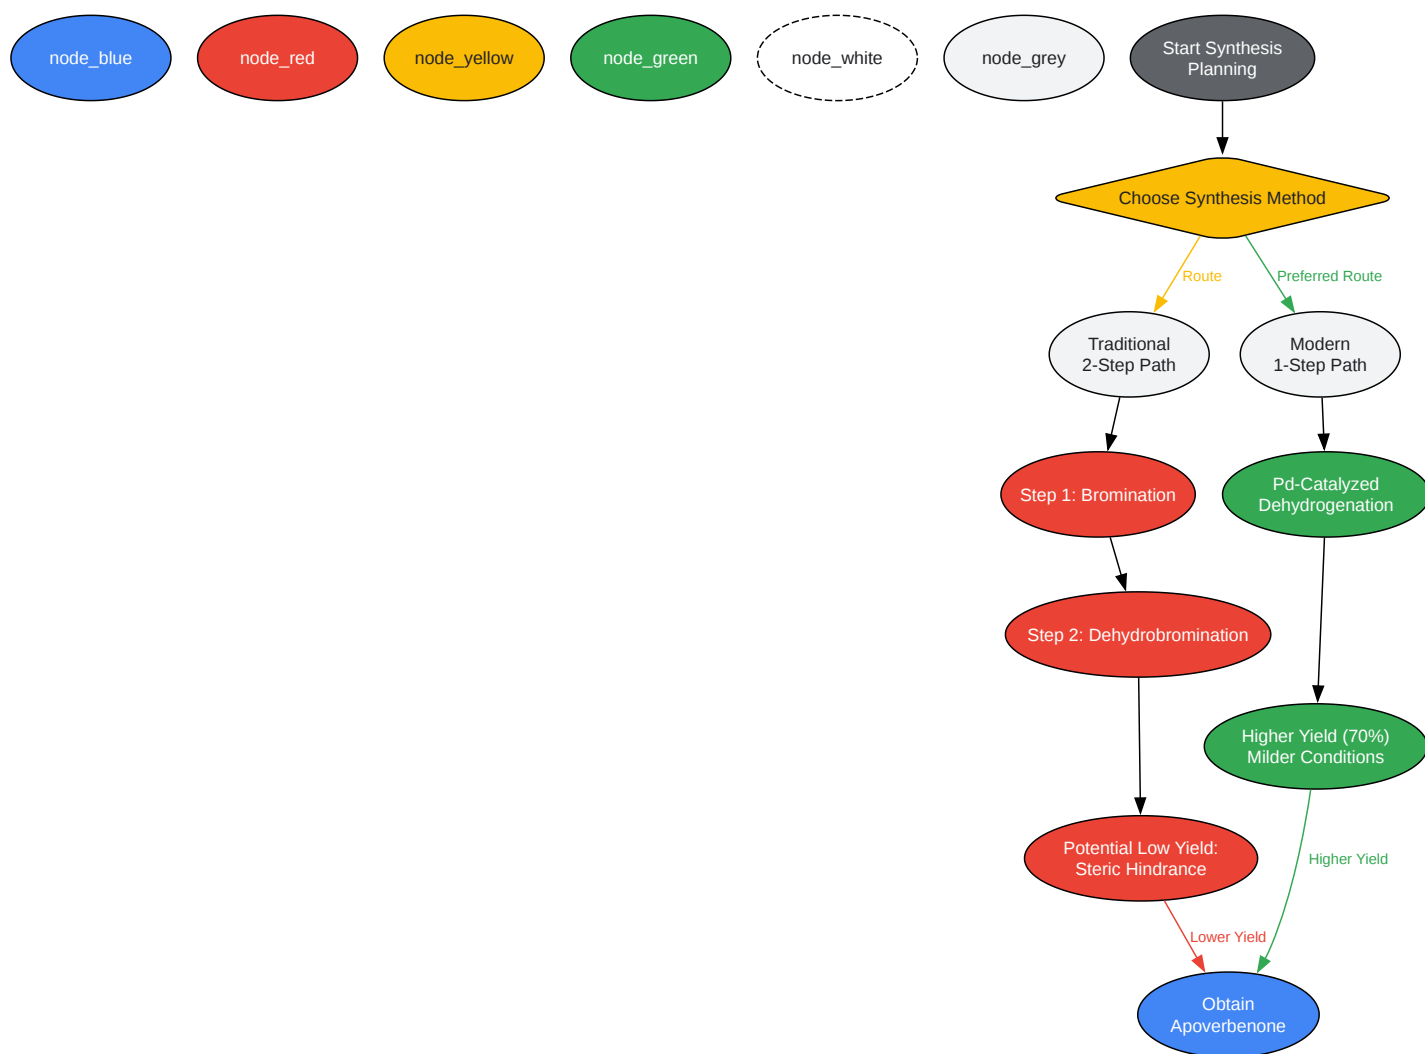 node_blue
node_red
node_yellow
node_green
node_white
node_grey
Start Synthesis
Planning
Choose Synthesis Method
Route
Preferred Route
Traditional
2-Step Path
Modern
1-Step Path
Step 1: Bromination
Pd-Catalyzed
Dehydrogenation
Step 2: Dehydrobromination
Higher Yield (70%)
Milder Conditions
Potential Low Yield:
Steric Hindrance
Higher Yield
Lower Yield
Obtain
Apoverbenone